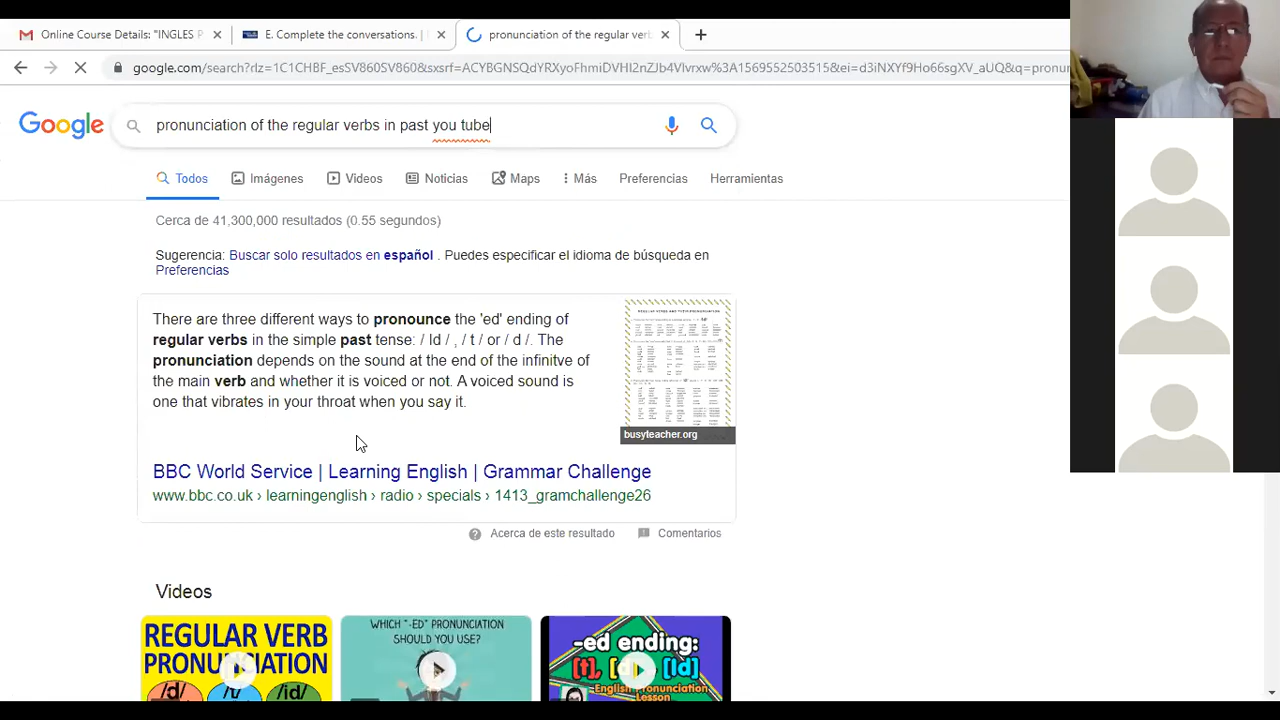 Online Course Details: "INGLES P
E. Complete the conversations. |
pronunciation of the regular verb
google.com/search?rlz=1C1CHBF_esSV860SV860&sxsrf=ACYBGNSQdYRXyoFhmiDVHI2nZJb4Vlvrxw%3A1569552503515&ei=d3iNXYf9Ho66sgXV_aUQ&q=pronu
Google
pronunciation of the regular verbs in past you tube
Todos Imágenes Videos Noticias Maps Más Preferencias Herramientas
Cerca de 41,300,000 resultados (0.55 segundos)
Sugerencia: Buscar solo resultados en español . Puedes especificar el idioma de búsqueda en
Preferencias
There are three different ways to pronounce the 'ed' ending of
regular verbs in the simple past tense: / id / , / t / or / d /. The
pronunciation depends on the sound at the end of the infinitve of
the main verb and whether it is voiced or not. A voiced sound is
one that vibrates in your throat when you say it.
busyteacher.org
BBC World Service | Learning English | Grammar Challenge
www.bbc.co.uk › learningenglish › radio › specials › 1413_gramchallenge26
Acerca de este resultado Comentarios
Videos
REGULAR VERB
PRONUNCIATION
/d/ /t/ /id/
WHICH "-ED" PRONUNCIATION
SHOULD YOU USE?
-ed ending:
[t], [d], [Id]
English Pronunciation
Lesson